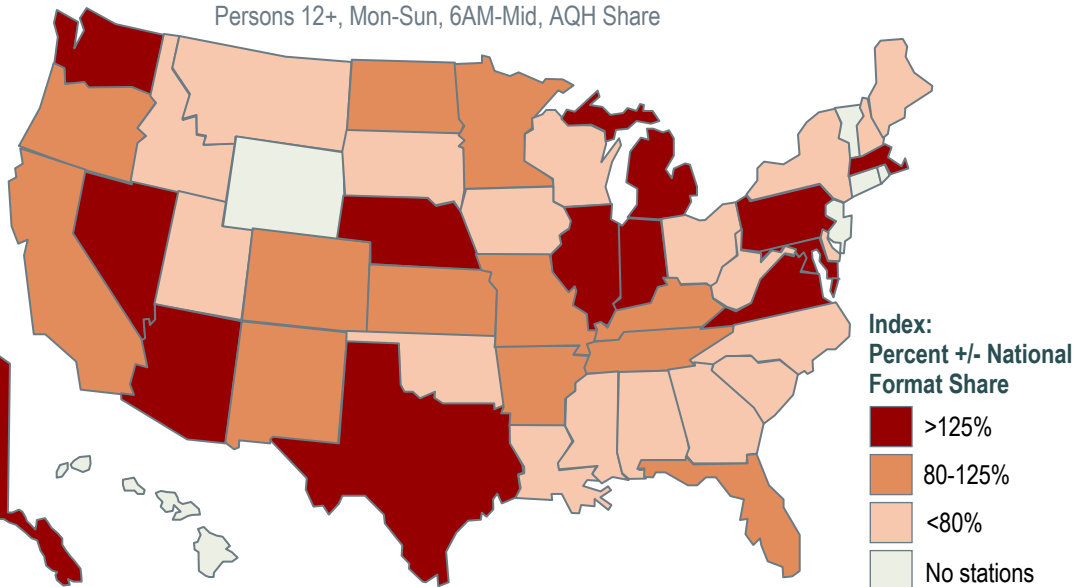 Persons 12+, Mon-Sun, 6AM-Mid, AQH Share
Index:
Percent +/- National
Format Share
>125%
80-125%
<80%
No stations